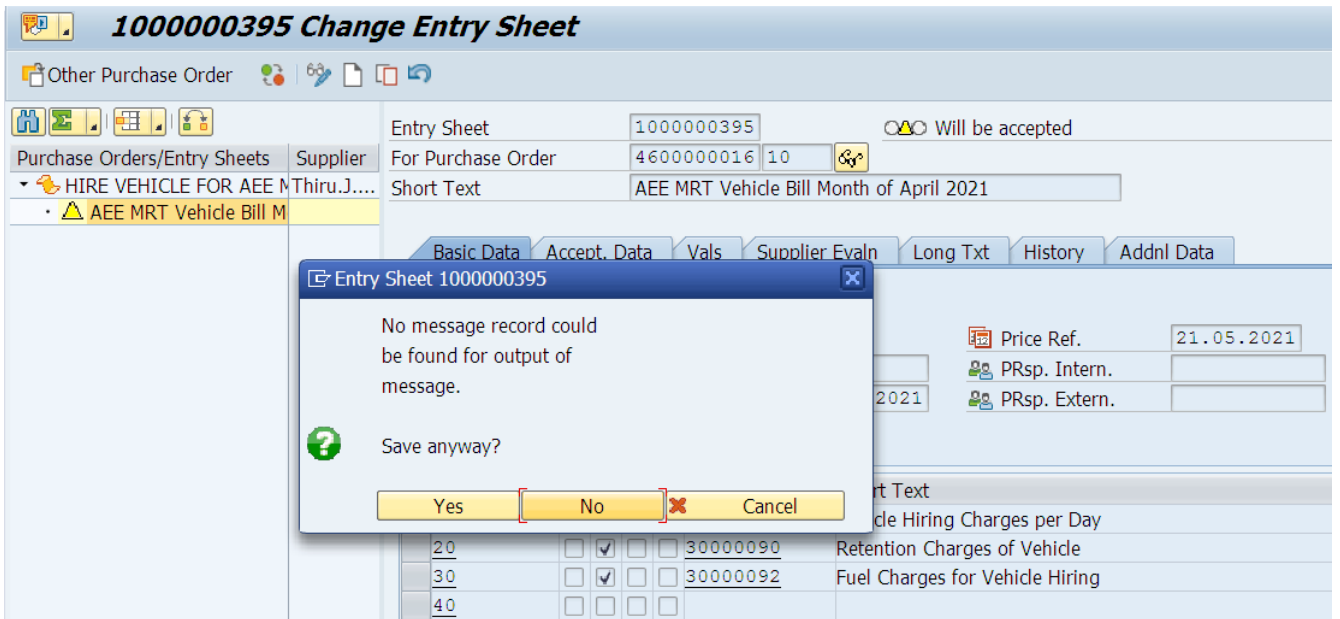 1000000395 Change Entry Sheet
Other Purchase Order
Entry Sheet 1000000395 Will be accepted
Purchase Orders/Entry Sheets Supplier For Purchase Order 4600000016 10
HIRE VEHICLE FOR AEE M Thiru.J.... Short Text AEE MRT Vehicle Bill Month of April 2021
AEE MRT Vehicle Bill M
Basic Data Accept. Data Vals Supplier Evaln Long Txt History Addnl Data
Entry Sheet 1000000395
No message record could
be found for output of
message.
Save anyway?
Yes No Cancel
Price Ref. 21.05.2021
PRsp. Intern.
2021 PRsp. Extern.
rt Text
cle Hiring Charges per Day
20 30000090 Retention Charges of Vehicle
30 30000092 Fuel Charges for Vehicle Hiring
40